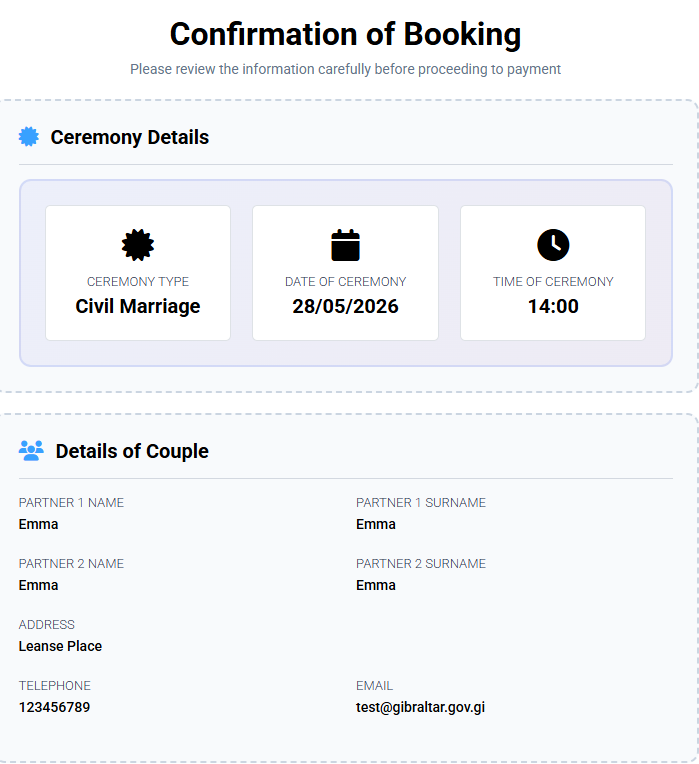 Confirmation of Booking
Please review the information carefully before proceeding to payment
Ceremony Details
CEREMONY TYPE
Civil Marriage
DATE OF CEREMONY
28/05/2026
TIME OF CEREMONY
14:00
Details of Couple
PARTNER 1 NAME
Emma
PARTNER 1 SURNAME
Emma
PARTNER 2 NAME
Emma
PARTNER 2 SURNAME
Emma
ADDRESS
Leanse Place
TELEPHONE
123456789
EMAIL
test@gibraltar.gov.gi